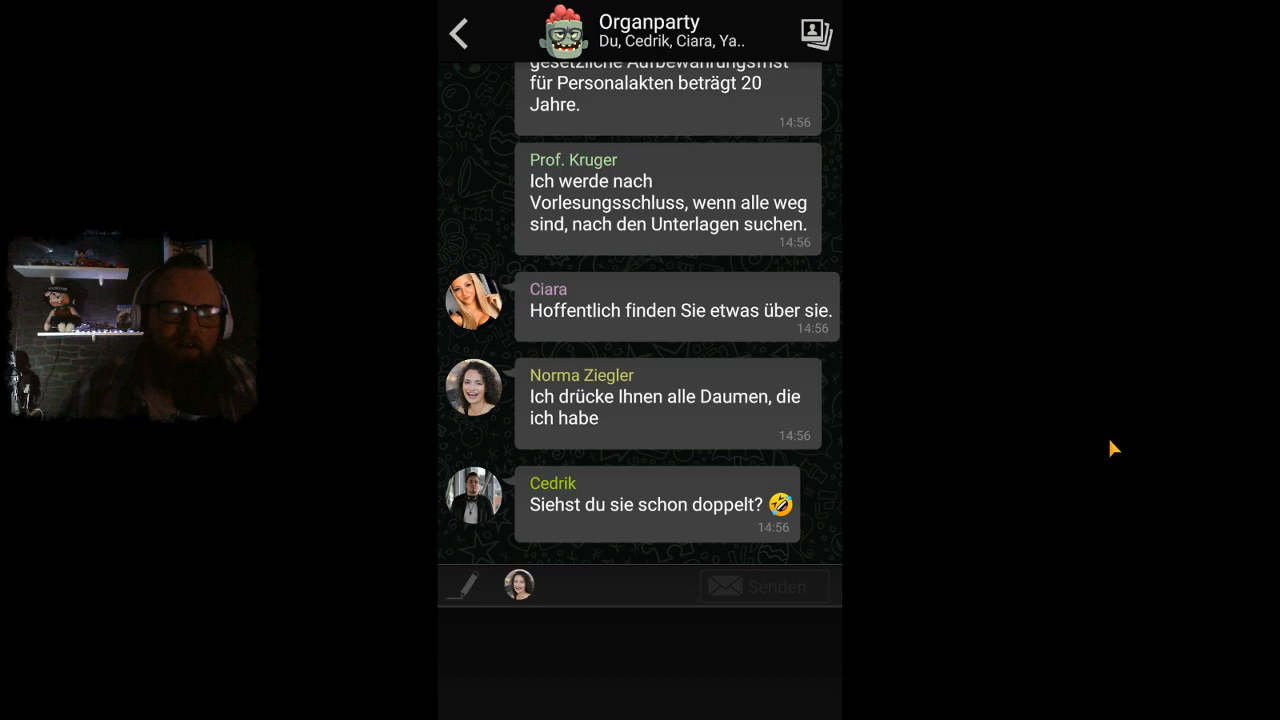 Organparty
Du, Cedrik, Ciara, Ya..
gesetzliche Aufbewahrungsfrist
für Personalakten beträgt 20
Jahre.
14:56
Prof. Kruger
Ich werde nach
Vorlesungsschluss, wenn alle weg
sind, nach den Unterlagen suchen.
14:56
Ciara
Hoffentlich finden Sie etwas über sie.
14:56
Norma Ziegler
Ich drücke Ihnen alle Daumen, die
ich habe
14:56
Cedrik
Siehst du sie schon doppelt? 🤣
14:56
Senden